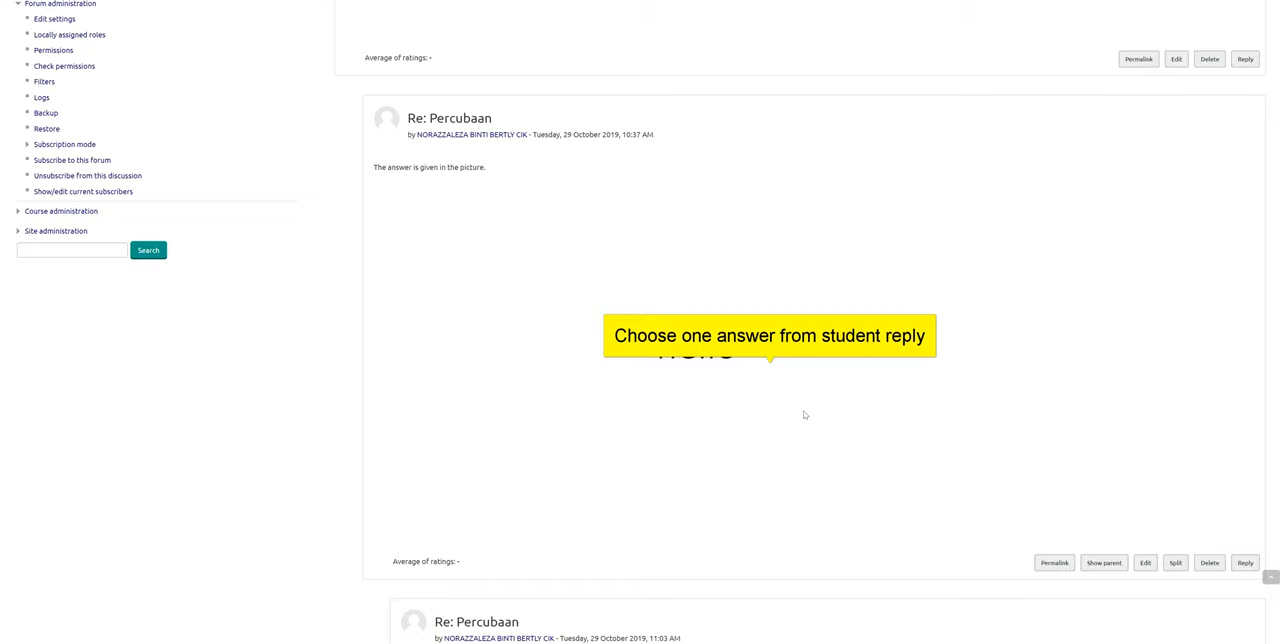 Forum administration
Edit settings
Locally assigned roles
Permissions
Check permissions
Filters
Logs
Backup
Restore
Subscription mode
Subscribe to this forum
Unsubscribe from this discussion
Show/edit current subscribers
Course administration
Site administration
Search
Average of ratings: -
Permalink Edit Delete Reply
Re: Percubaan
by NORAZZALEZA BINTI BERTLY CIK - Tuesday, 29 October 2019, 10:37 AM
The answer is given in the picture.
Choose one answer from student reply
Average of ratings: -
Permalink Show parent Edit Split Delete Reply
Re: Percubaan
by NORAZZALEZA BINTI BERTLY CIK - Tuesday, 29 October 2019, 11:03 AM